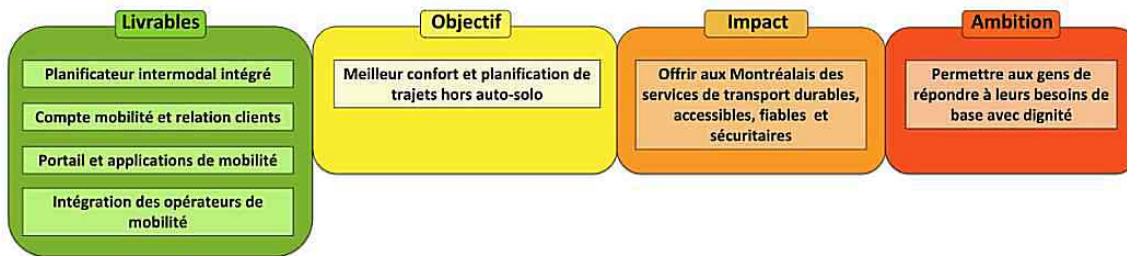 Livrables
Planificateur intermodal intégré
Compte mobilité et relation clients
Portail et applications de mobilité
Intégration des opérateurs de
mobilité
Objectif
Meilleur confort et planification de
trajets hors auto-solo
Impact
Offrir aux Montréalais des
services de transport durables,
accessibles, fiables et
sécuritaires
Ambition
Permettre aux gens de
répondre à leurs besoins de
base avec dignité